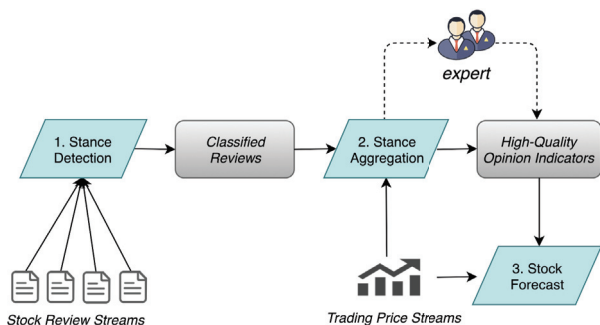 expert
1. Stance
Detection
Classified
Reviews
2. Stance
Aggregation
High-Quality
Opinion Indicators
3. Stock
Forecast
Stock Review Streams
Trading Price Streams